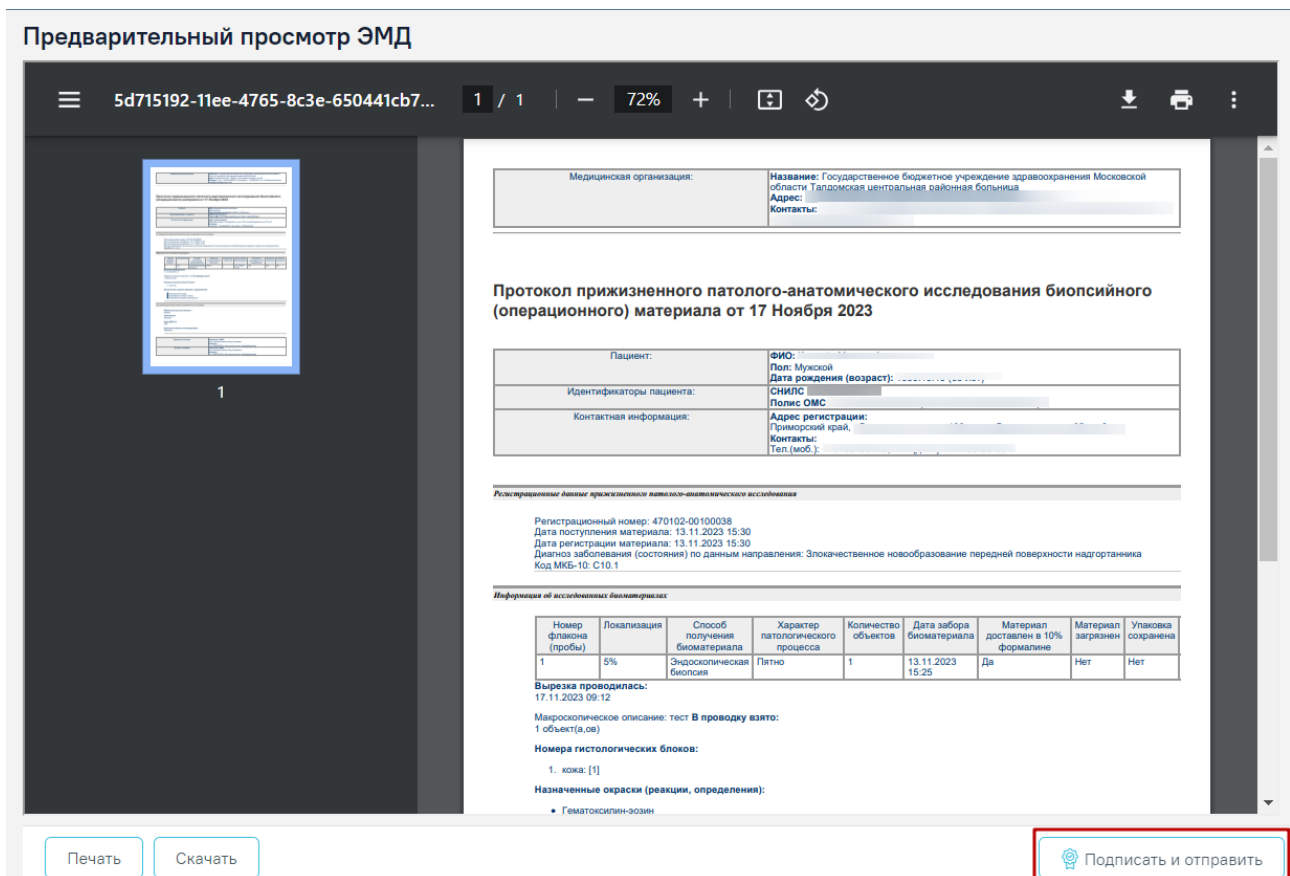 Предварительный просмотр ЭМД
5d715192-11ee-4765-8c3e-650441cb7...
1 / 1
72%
1
Медицинская организация:
Название: Государственное бюджетное учреждение здравоохранения Московской
области Талдомская центральная районная больница
Адрес:
Контакты:
Протокол прижизненного патолого-анатомического исследования биопсийного
(операционного) материала от 17 Ноября 2023
Пациент:
ФИО:
Пол: Мужской
Дата рождения (возраст):
Идентификаторы пациента:
СНИЛС
Полис ОМС
Контактная информация:
Адрес регистрации:
Приморский край,
Контакты:
Тел.(моб.):
Регистрационные данные прижизненного патолого-анатомического исследования
Регистрационный номер: 470102-00100038
Дата поступления материала: 13.11.2023 15:30
Дата регистрации материала: 13.11.2023 15:30
Диагноз заболевания (состояния) по данным направления: Злокачественное новообразование передней поверхности надгортанника
Код МКБ-10: C10.1
Информация об исследованных биоматериалах
Номер флакона (пробы) Локализация Способ получения биоматериала Характер патологического процесса Количество объектов Дата забора биоматериала Материал доставлен в 10% формалине Материал загрязнен Упаковка сохранена
1 5% Эндоскопическая биопсия Пятно 1 13.11.2023 15:25 Да Нет Нет
Вырезка проводилась:
17.11.2023 09:12
Макроскопическое описание: тест В проводку взято:
1 объект(а,ов)
Номера гистологических блоков:
1. кожа: [1]
Назначенные окраски (реакции, определения):
• Гематоксилин-эозин
Печать
Скачать
Подписать и отправить